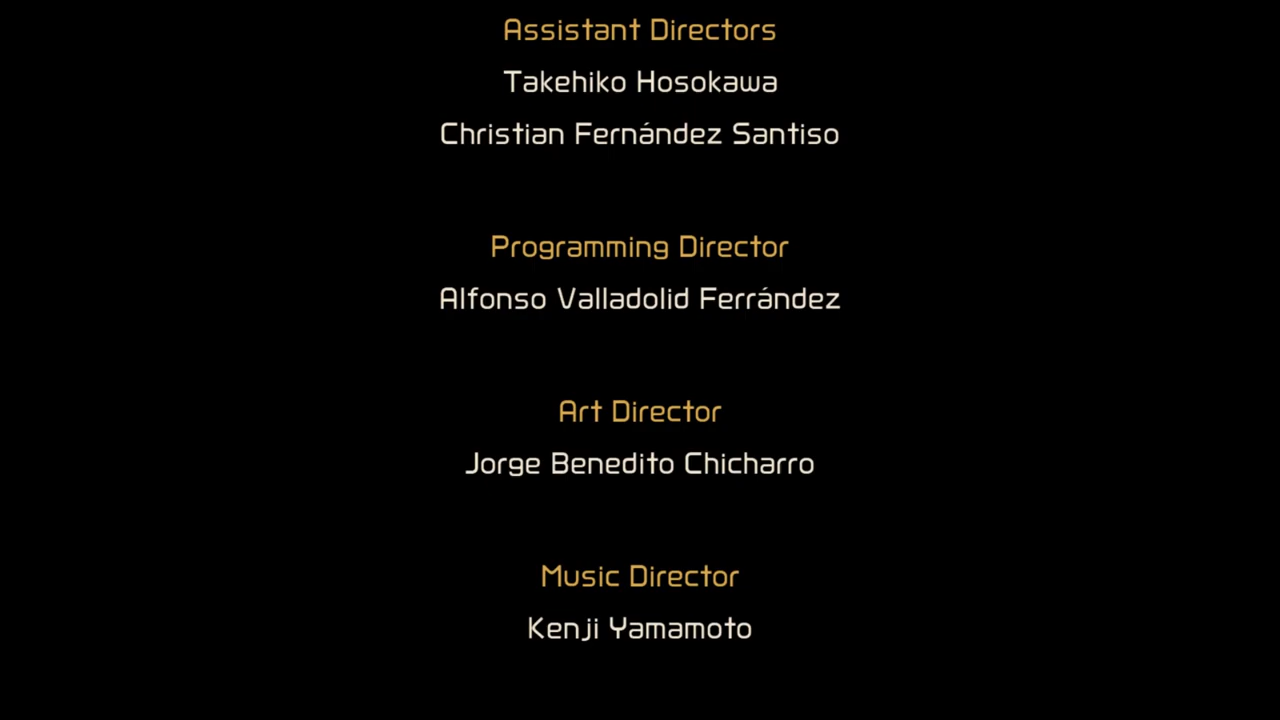 Assistant Directors
Takehiko Hosokawa
Christian Fernández Santiso
Programming Director
Alfonso Valladolid Ferrández
Art Director
Jorge Benedito Chicharro
Music Director
Kenji Yamamoto